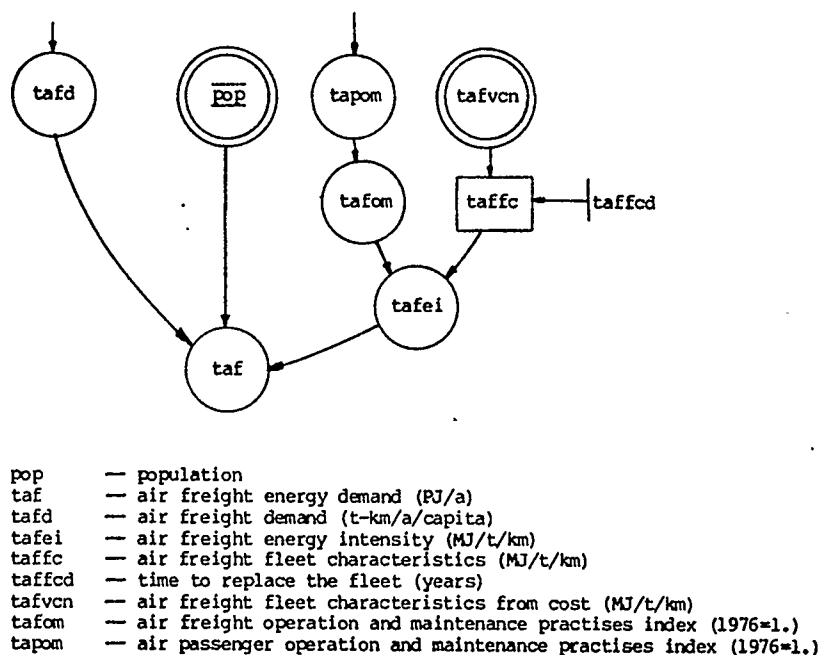 tafd
pop
tapom
tafvcn
tafom
taffc
taffcd
tafei
taf
pop — population
taf — air freight energy demand (PJ/a)
tafd — air freight demand (t-km/a/capita)
tafei — air freight energy intensity (MJ/t/km)
taffc — air freight fleet characteristics (MJ/t/km)
taffcd — time to replace the fleet (years)
tafvcn — air freight fleet characteristics from cost (MJ/t/km)
tafom — air freight operation and maintenance practises index (1976=1.)
tapom — air passenger operation and maintenance practises index (1976=1.)